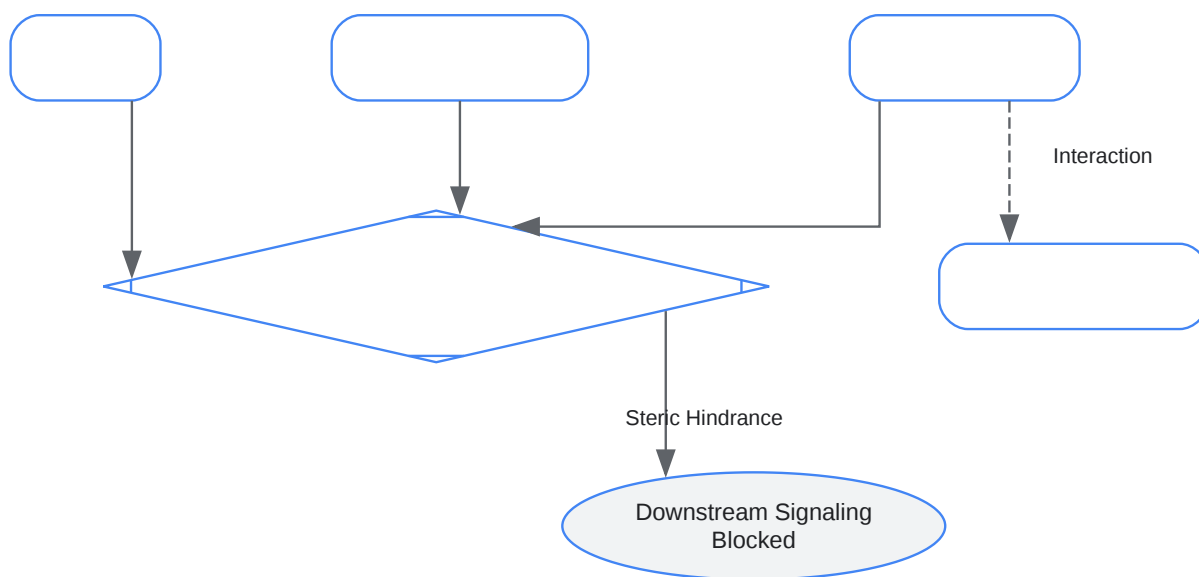 Interaction
Steric Hindrance
Downstream Signaling
Blocked